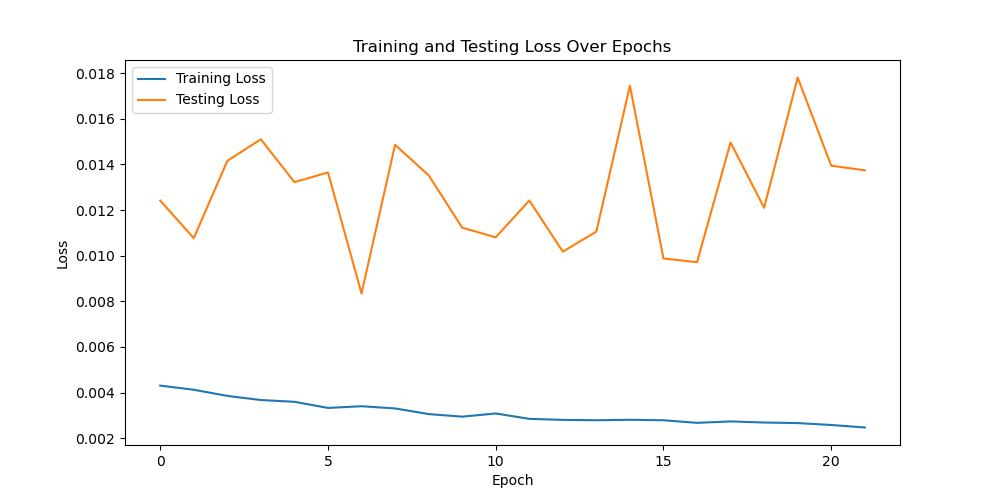 Training and Testing Loss Over Epochs
Training Loss
Testing Loss
0.018
0.016
0.014
0.012
0.010
0.008
0.006
0.004
0.002
Loss
0 5 10 15 20
Epoch